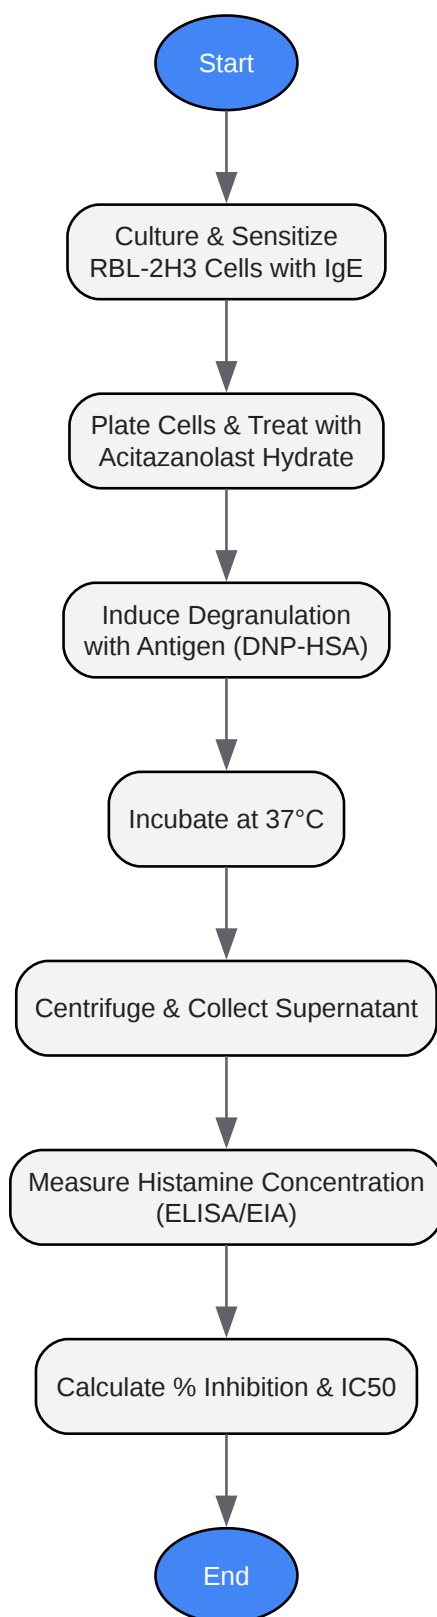 Start
Culture & Sensitize
RBL-2H3 Cells with IgE
Plate Cells & Treat with
Acitazanolast Hydrate
Induce Degranulation
with Antigen (DNP-HSA)
Incubate at 37°C
Centrifuge & Collect Supernatant
Measure Histamine Concentration
(ELISA/EIA)
Calculate % Inhibition & IC50
End